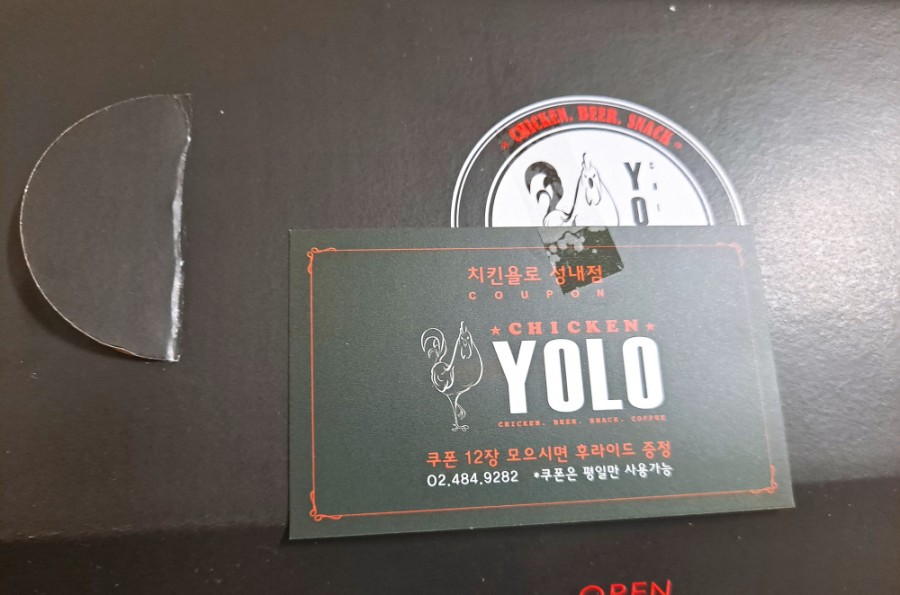 CHICKEN. BEER. SNACK
YO
치킨욜로 성내점
COUPON
CHICKEN
YOLO
CHICKEN. BEER. SNACK. COFFEE
쿠폰 12장 모으시면 후라이드 증정
02.484.9282 *쿠폰은 평일만 사용가능
OPEN